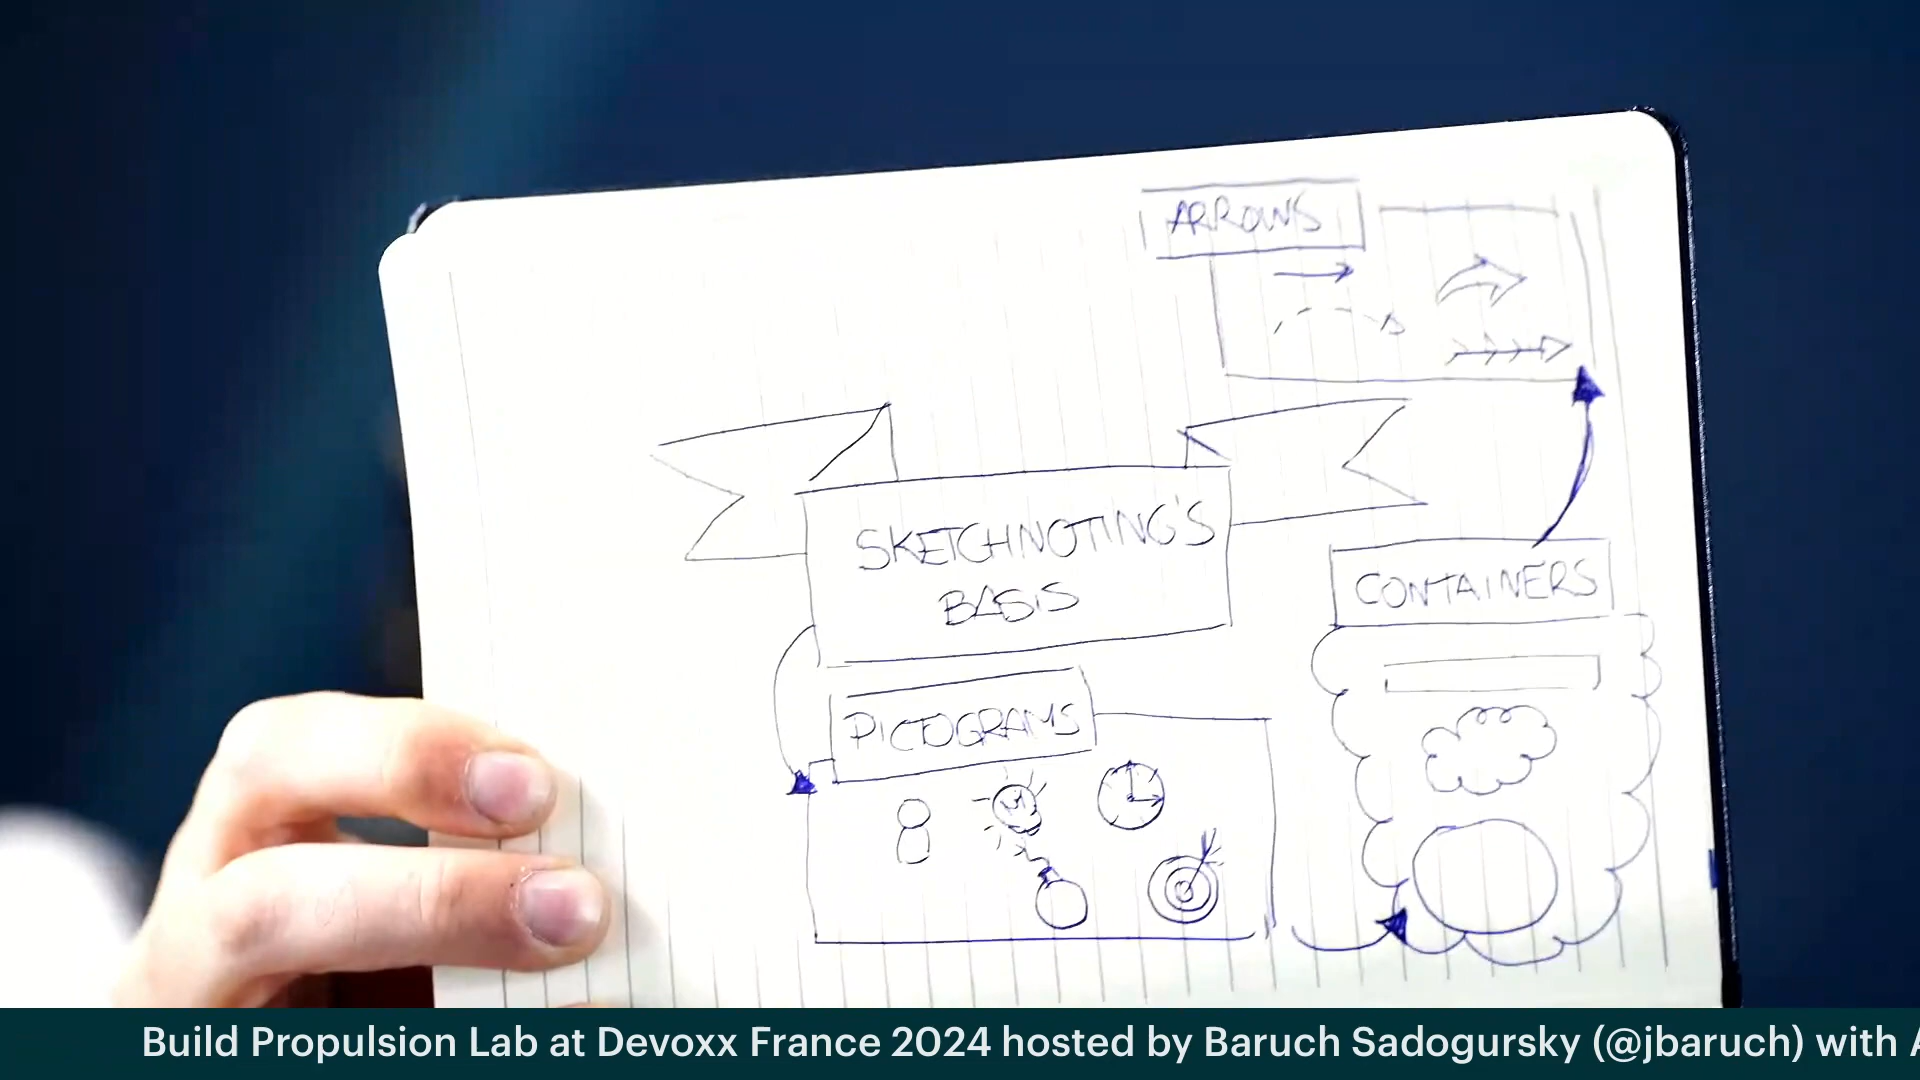 ARROWS
SKETCHNOTING'S
BASIS
CONTAINERS
PICTOGRAMS
Build Propulsion Lab at Devoxx France 2024 hosted by Baruch Sadogursky (@jbaruch) with A